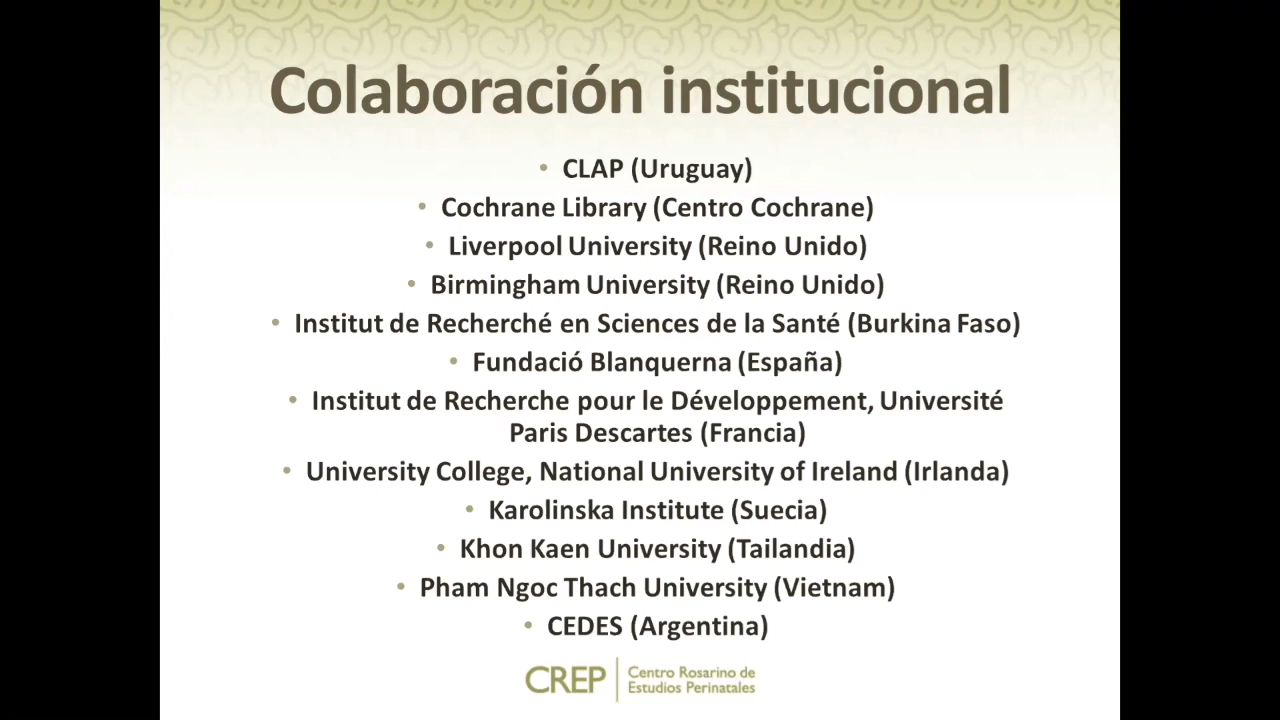 Colaboración institucional
• CLAP (Uruguay)
• Cochrane Library (Centro Cochrane)
• Liverpool University (Reino Unido)
• Birmingham University (Reino Unido)
• Institut de Recherché en Sciences de la Santé (Burkina Faso)
• Fundació Blanquerna (España)
• Institut de Recherche pour le Développement, Université
Paris Descartes (Francia)
• University College, National University of Ireland (Irlanda)
• Karolinska Institute (Suecia)
• Khon Kaen University (Tailandia)
• Pham Ngoc Thach University (Vietnam)
• CEDES (Argentina)
CREP
Centro Rosarino de
Estudios Perinatales